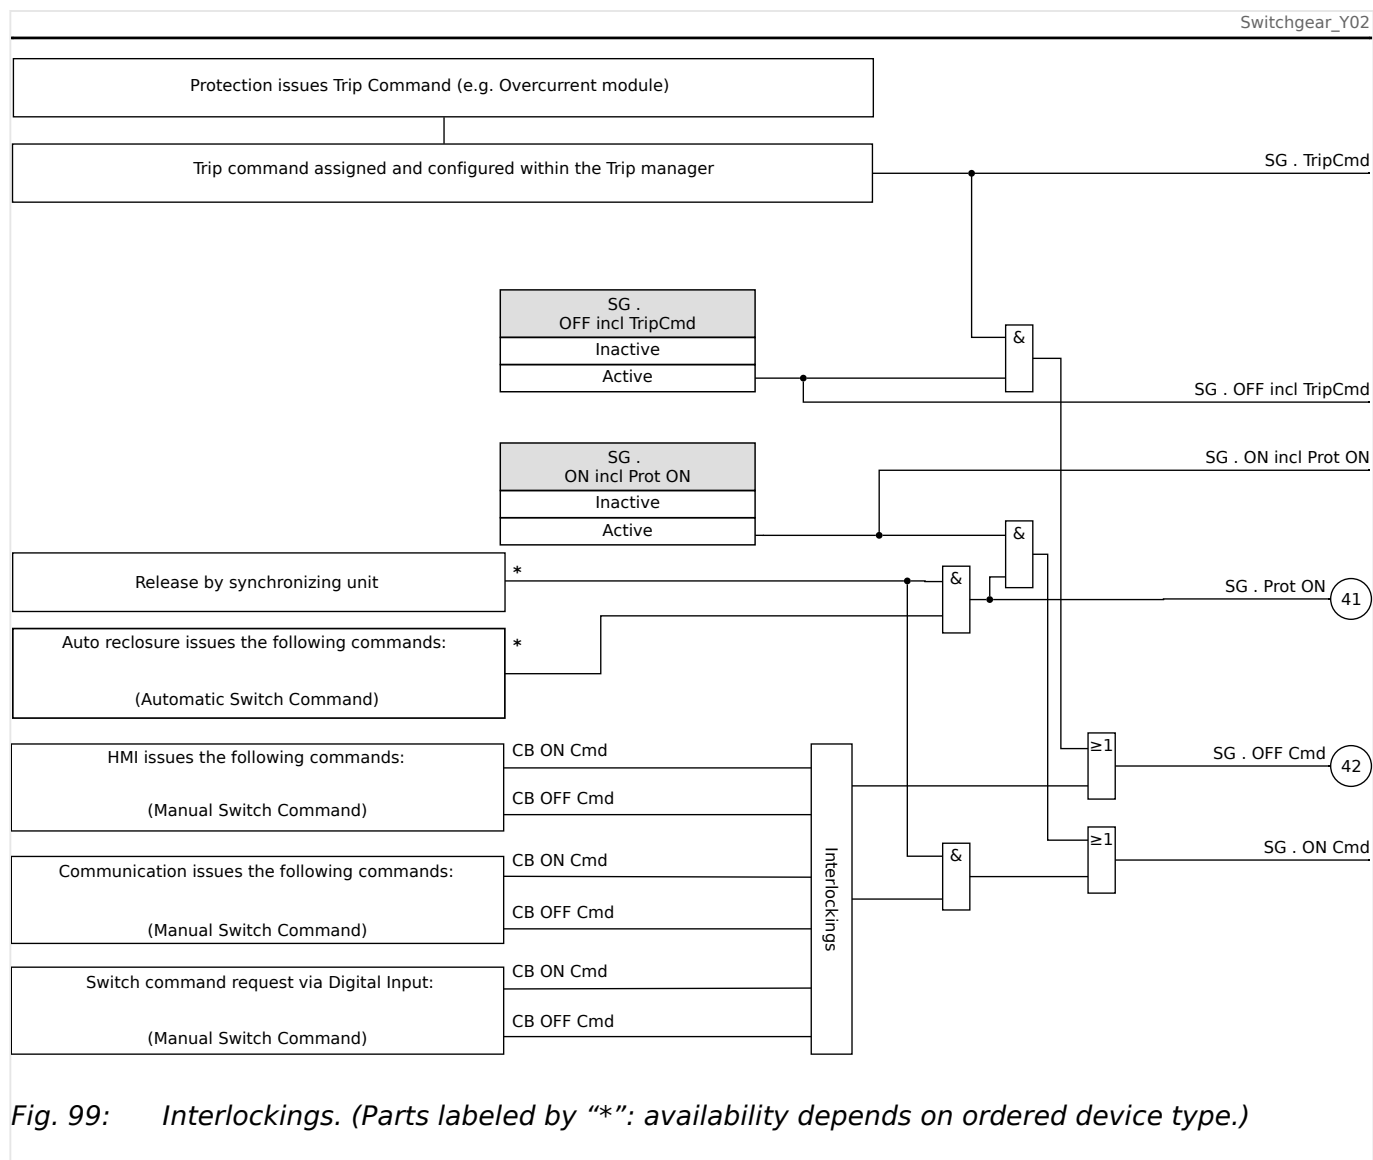 Switchgear_Y02
Protection issues Trip Command (e.g. Overcurrent module)
Trip command assigned and configured within the Trip manager
SG . TripCmd
SG .
OFF incl TripCmd
Inactive
Active
&
SG . OFF incl TripCmd
SG .
ON incl Prot ON
Inactive
Active
SG . ON incl Prot ON
&
Release by synchronizing unit
*
&
SG . Prot ON
41
Auto reclosure issues the following commands:
(Automatic Switch Command)
*
HMI issues the following commands:
(Manual Switch Command)
CB ON Cmd
CB OFF Cmd
≥1
SG . OFF Cmd
42
Communication issues the following commands:
(Manual Switch Command)
CB ON Cmd
CB OFF Cmd
Interlockings
&
≥1
SG . ON Cmd
Switch command request via Digital Input:
(Manual Switch Command)
CB ON Cmd
CB OFF Cmd
Fig. 99: Interlockings. (Parts labeled by “*”: availability depends on ordered device type.)